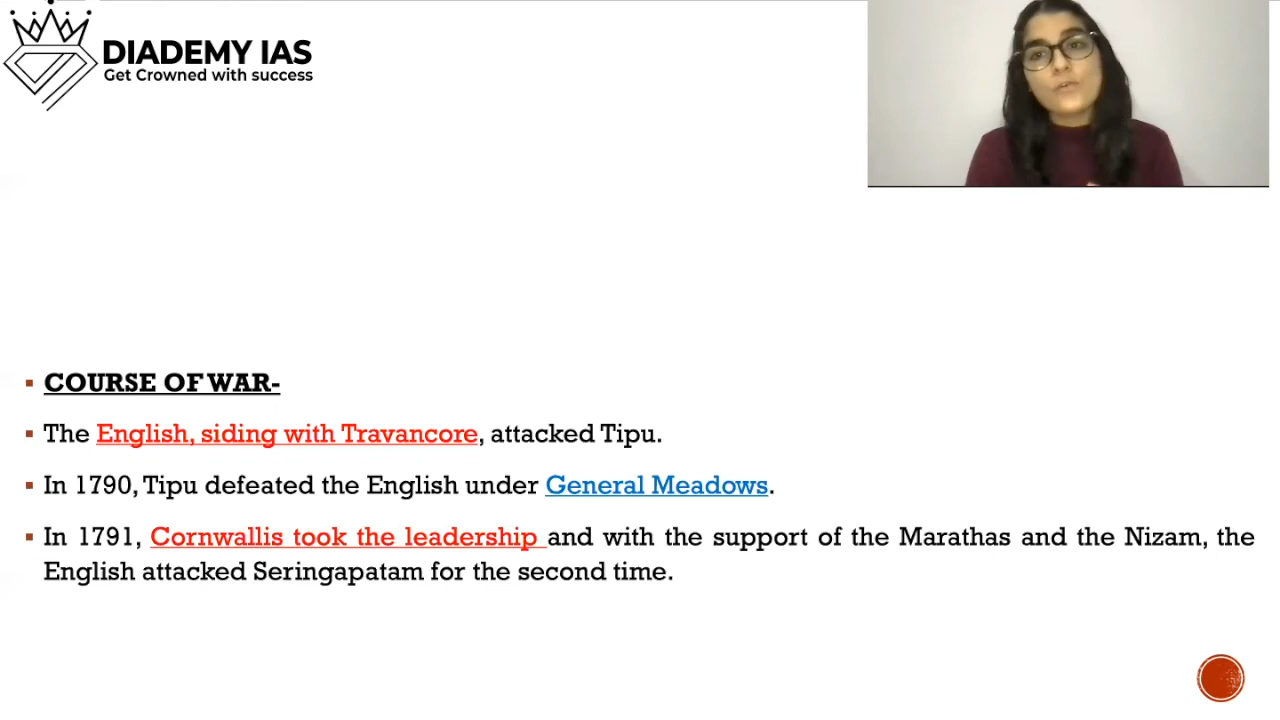 DIADEMY IAS
Get Crowned with success
COURSE OF WAR-
The English, siding with Travancore, attacked Tipu.
In 1790, Tipu defeated the English under General Meadows.
In 1791, Cornwallis took the leadership and with the support of the Marathas and the Nizam, the
English attacked Seringapatam for the second time.